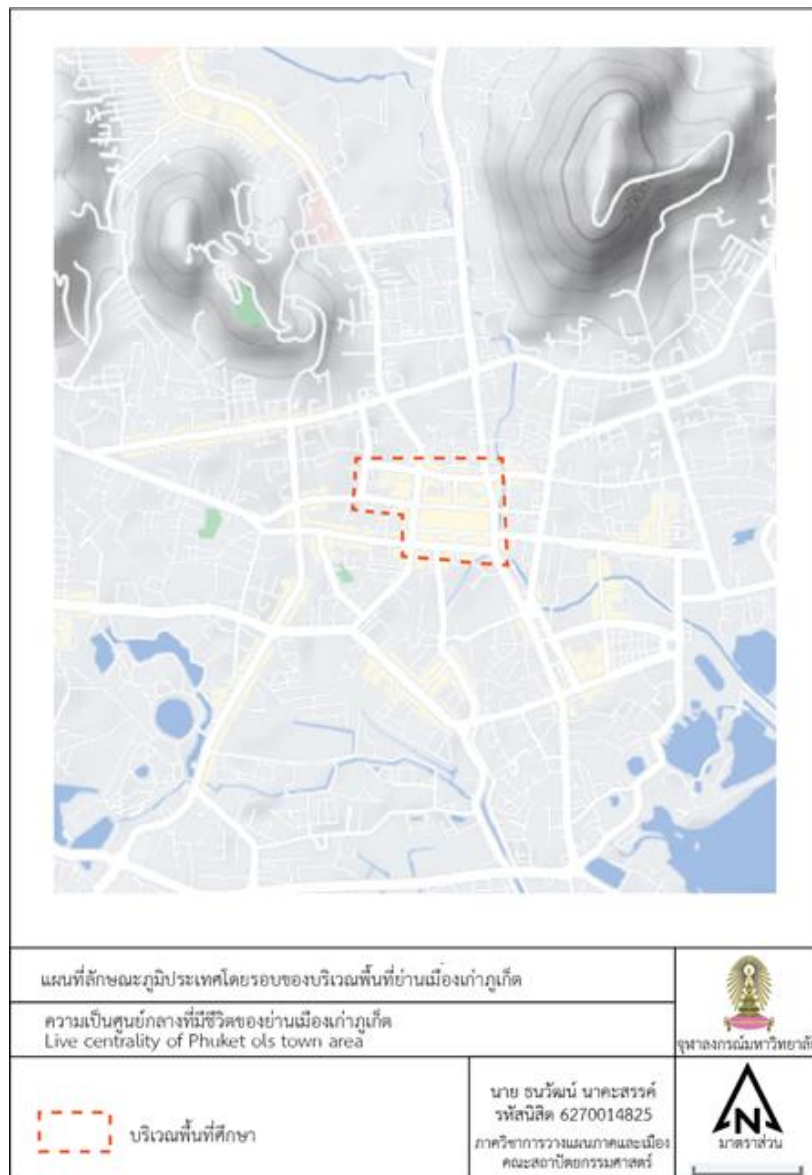 แผนที่ลักษณะภูมิประเทศโดยรอบของบริเวณพื้นที่ย่านเมืองเก่าภูเก็ต
ความเป็นศูนย์กลางที่มีชีวิตของย่านเมืองเก่าภูเก็ต
Live centrality of Phuket ols town area
จุฬาลงกรณ์มหาวิทยาลัย
บริเวณพื้นที่ศึกษา
นาย ธนวัฒน์ นาคะสรรค์
รหัสนิสิต 6270014825
ภาควิชาการวางแผนภาคและเมือง
คณะสถาปัตยกรรมศาสตร์
N
มาตราส่วน